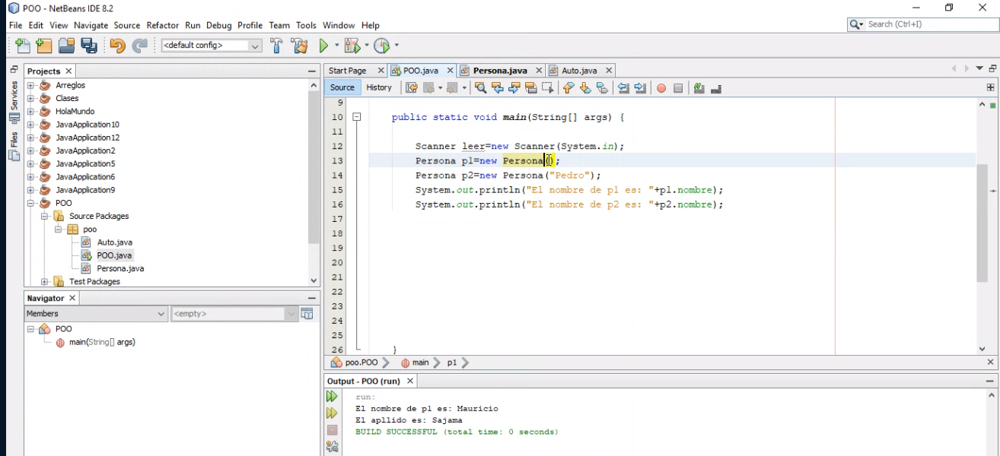 POO - NetBeans IDE 8.2
File Edit View Navigate Source Refactor Run Debug Profile Team Tools Window Help
Search (Ctrl+I)
<default config>
Projects
Services
Files
Arreglos
Clases
HolaMundo
JavaApplication10
JavaApplication12
JavaApplication2
JavaApplication5
JavaApplication6
JavaApplication9
POO
Source Packages
poo
Auto.java
POO.java
Persona.java
Test Packages
Navigator
Members
<empty>
POO
main(String[] args)
Start Page POO.java Persona.java Auto.java
Source History
9
10 public static void main(String[] args) {
11
12 Scanner leer=new Scanner(System.in);
13 Persona p1=new Persona();
14 Persona p2=new Persona("Pedro");
15 System.out.println("El nombre de p1 es: "+p1.nombre);
16 System.out.println("El nombre de p2 es: "+p2.nombre);
17
18
19
20
21
22
23
24
25
26 }
poo.POO main p1
Output - POO (run)
run:
El nombre de p1 es: Mauricio
El apllido es: Sajama
BUILD SUCCESSFUL (total time: 0 seconds)